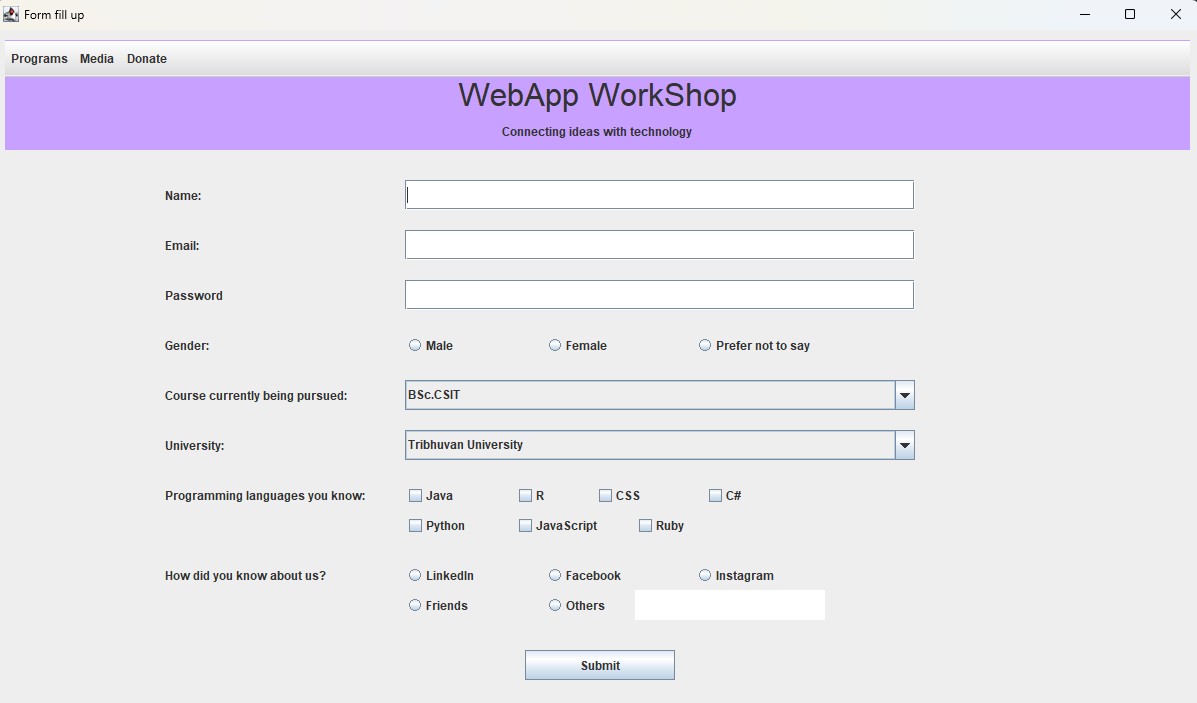 Form fill up
Programs Media Donate
WebApp WorkShop
Connecting ideas with technology
Name:
Email:
Password
Gender: Male Female Prefer not to say
Course currently being pursued: BSc.CSIT
University: Tribhuvan University
Programming languages you know: Java R CSS C#
Python JavaScript Ruby
How did you know about us? LinkedIn Facebook Instagram
Friends Others
Submit